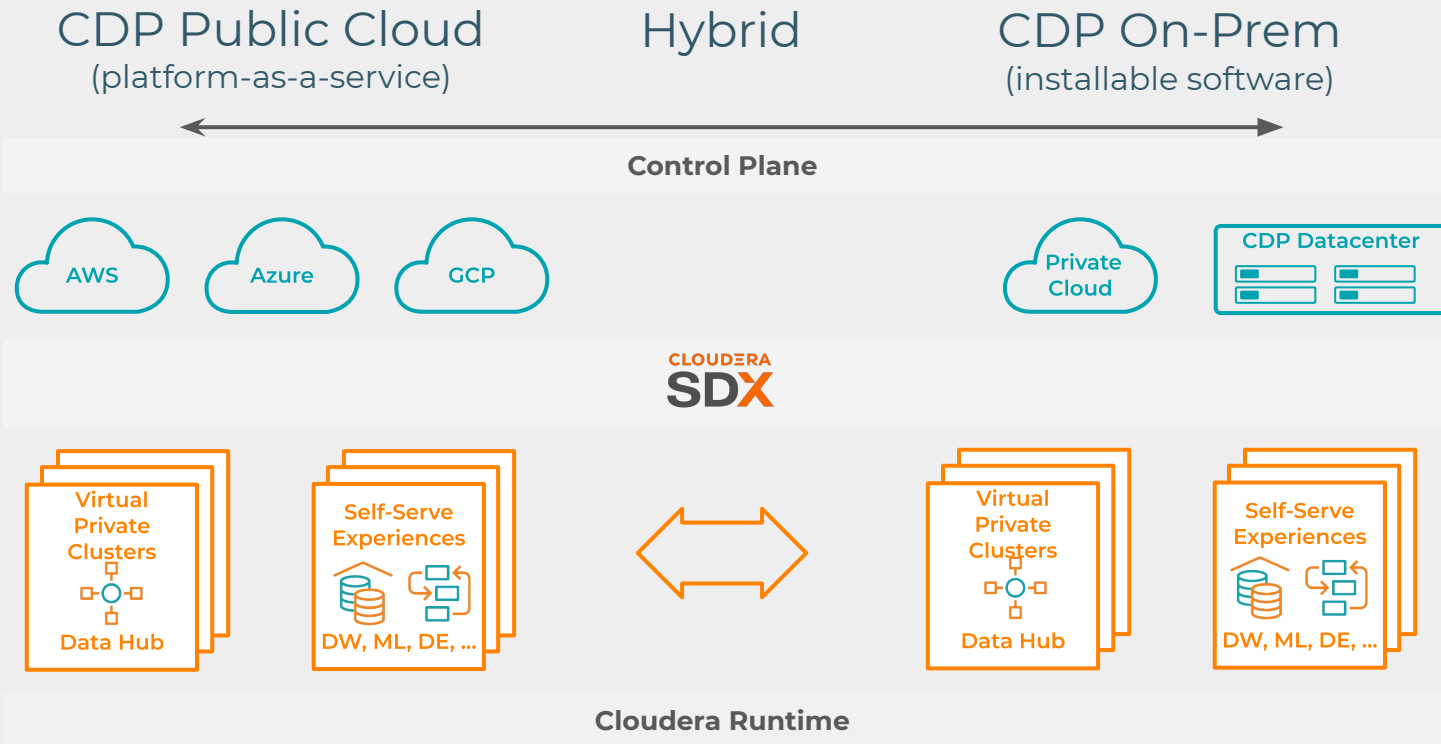 CDP Public Cloud
(platform-as-a-service)
Hybrid
CDP On-Prem
(installable software)
Control Plane
AWS
Azure
GCP
Private
Cloud
CDP Datacenter
CLOUDERA
SDX
Virtual
Private
Clusters
Data Hub
Self-Serve
Experiences
DW, ML, DE, ...
Virtual
Private
Clusters
Data Hub
Self-Serve
Experiences
DW, ML, DE, ...
Cloudera Runtime